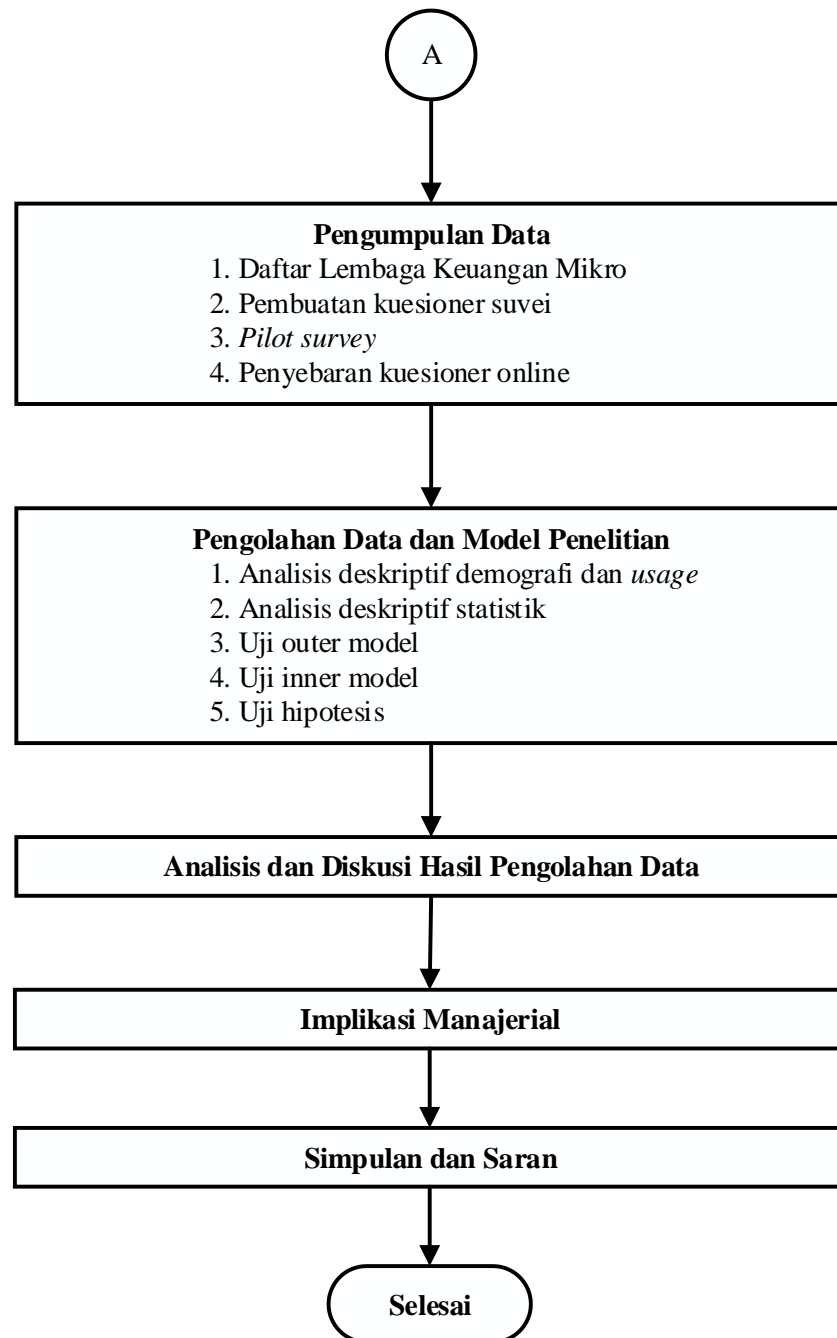 A
Pengumpulan Data
1. Daftar Lembaga Keuangan Mikro
2. Pembuatan kuesioner suvei
3. Pilot survey
4. Penyebaran kuesioner online
Pengolahan Data dan Model Penelitian
1. Analisis deskriptif demografi dan usage
2. Analisis deskriptif statistik
3. Uji outer model
4. Uji inner model
5. Uji hipotesis
Analisis dan Diskusi Hasil Pengolahan Data
Implikasi Manajerial
Simpulan dan Saran
Selesai